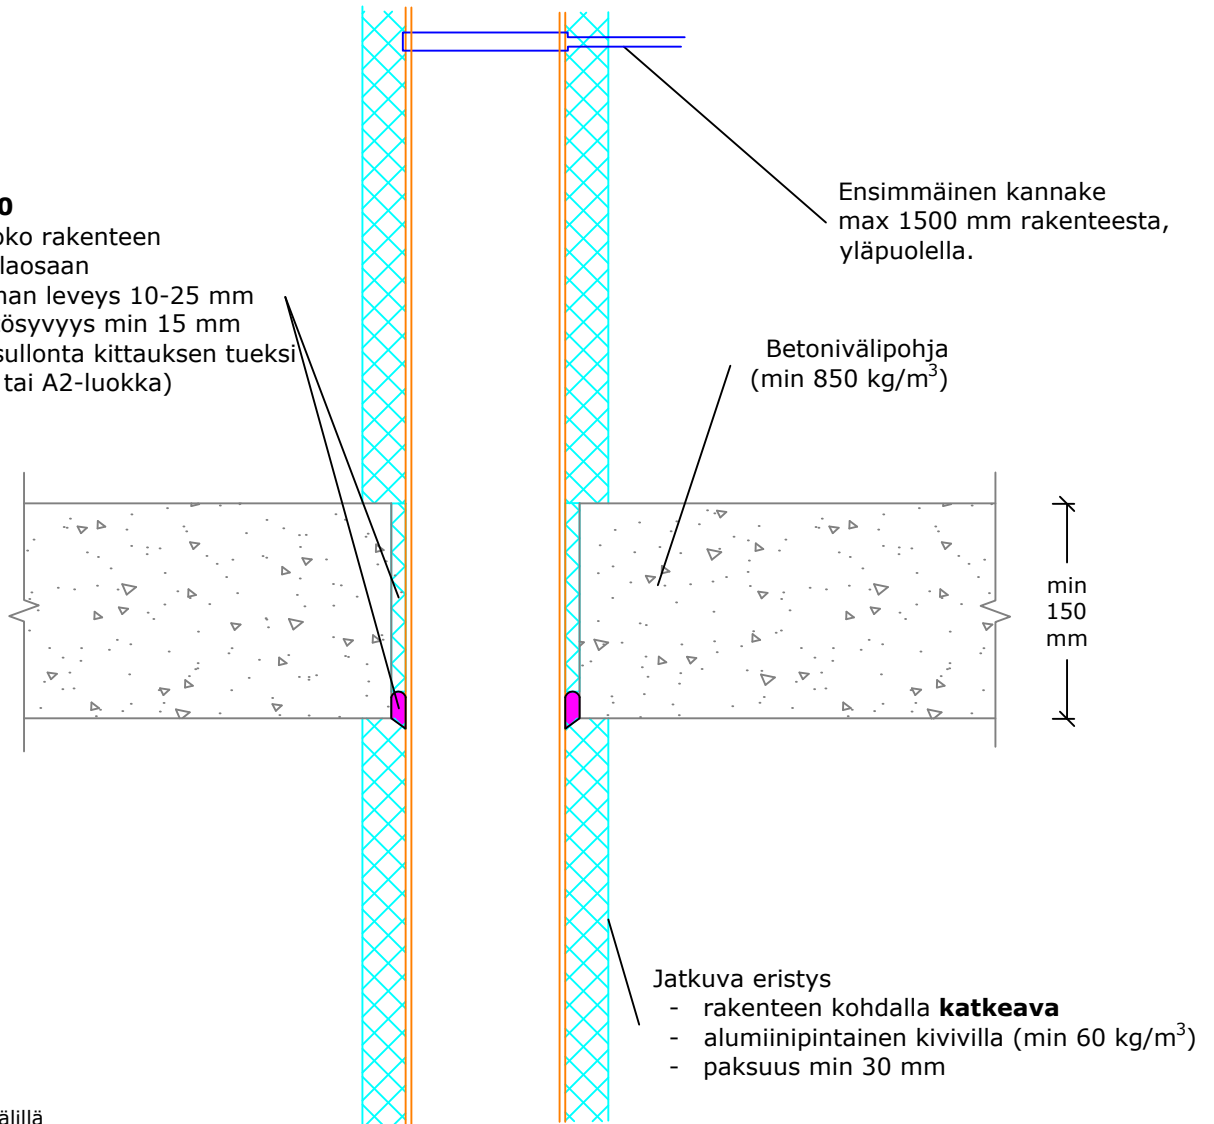 0
oko rakenteen
laosaan
man leveys 10-25 mm
tösyvyys min 15 mm
sullonta kittauksen tueksi
tai A2-luokka)
Ensimmäinen kannake
max 1500 mm rakenteesta,
yläpuolella.
Betonivälipohja
(min 850 kg/m³)
min
150
mm
Jatkuva eristys
- rakenteen kohdalla katkeava
- alumiinipintainen kivivilla (min 60 kg/m³)
- paksuus min 30 mm
älillä